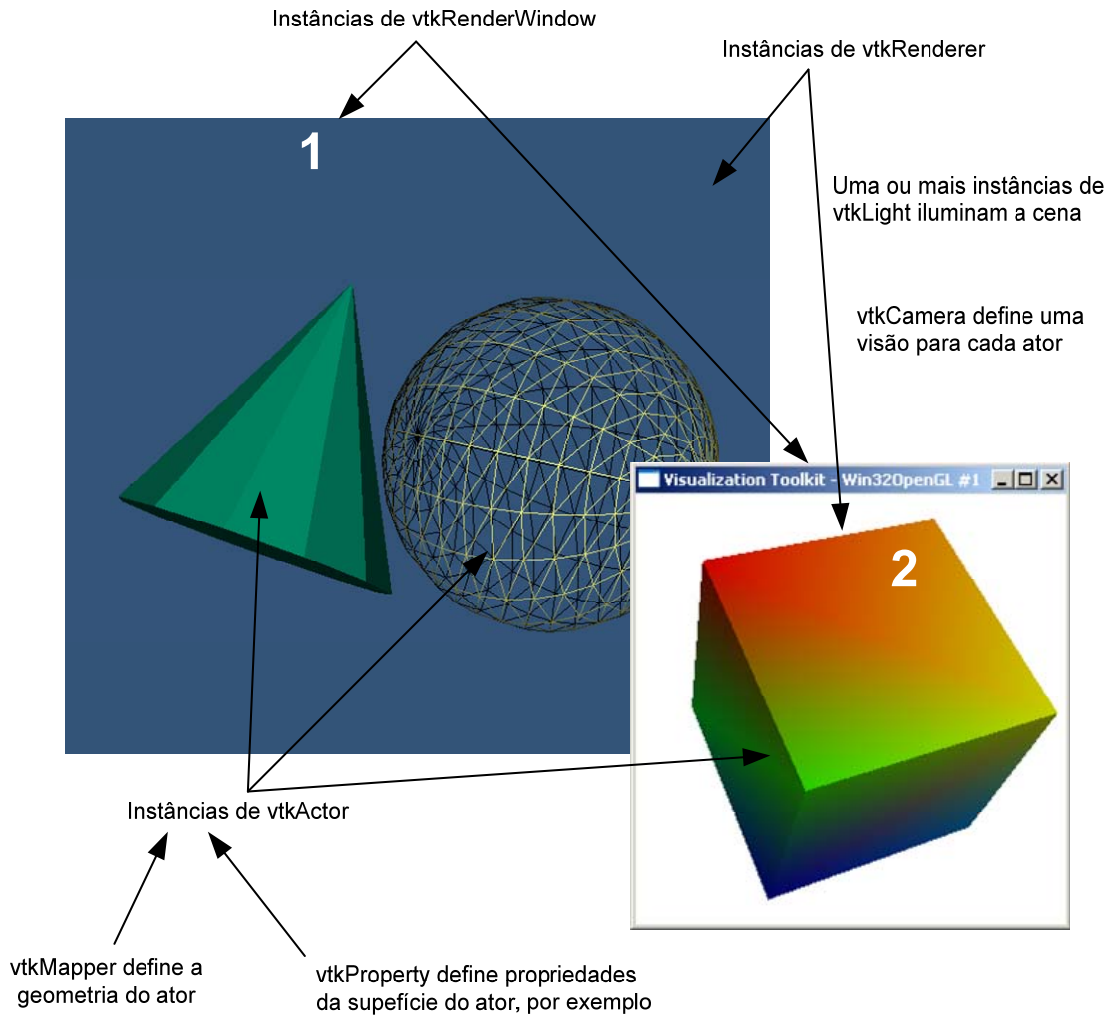 Instâncias de vtkRenderWindow
Instâncias de vtkRenderer
1
Uma ou mais instâncias de
vtkLight iluminam a cena
vtkCamera define uma
visão para cada ator
Visualization Toolkit - Win32OpenGL #1
2
Instâncias de vtkActor
vtkMapper define a
geometria do ator
vtkProperty define propriedades
da supefície do ator, por exemplo